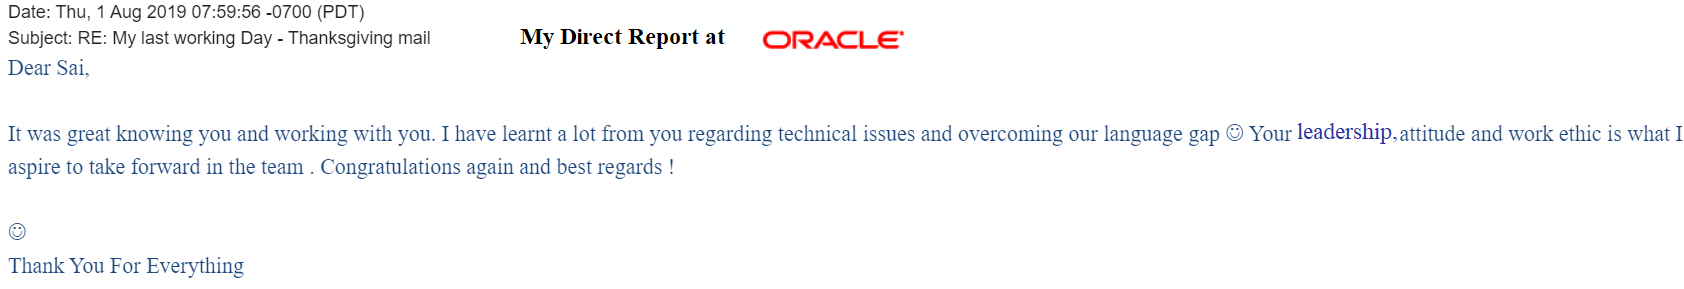 Date: Thu, 1 Aug 2019 07:59:56 -0700 (PDT)
Subject: RE: My last working Day - Thanksgiving mail
My Direct Report at ORACLE
Dear Sai,
It was great knowing you and working with you. I have learnt a lot from you regarding technical issues and overcoming our language gap ☺ Your leadership, attitude and work ethic is what I
aspire to take forward in the team . Congratulations again and best regards !
☺
Thank You For Everything